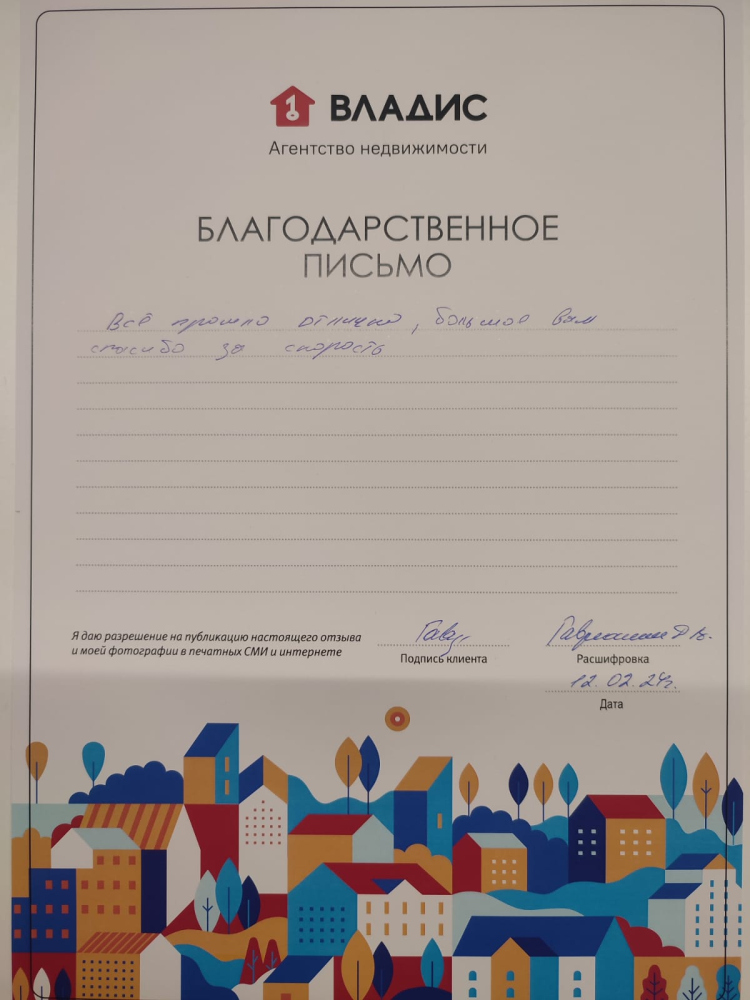 ВЛАДИС
Агентство недвижимости
БЛАГОДАРСТВЕННОЕ
ПИСЬМО
Всё прошло отлично, большое вам
спасибо за скорость
Я даю разрешение на публикацию настоящего отзыва
и моей фотографии в печатных СМИ и интернете
Подпись клиента
Расшифровка
12.02.24г.
Дата